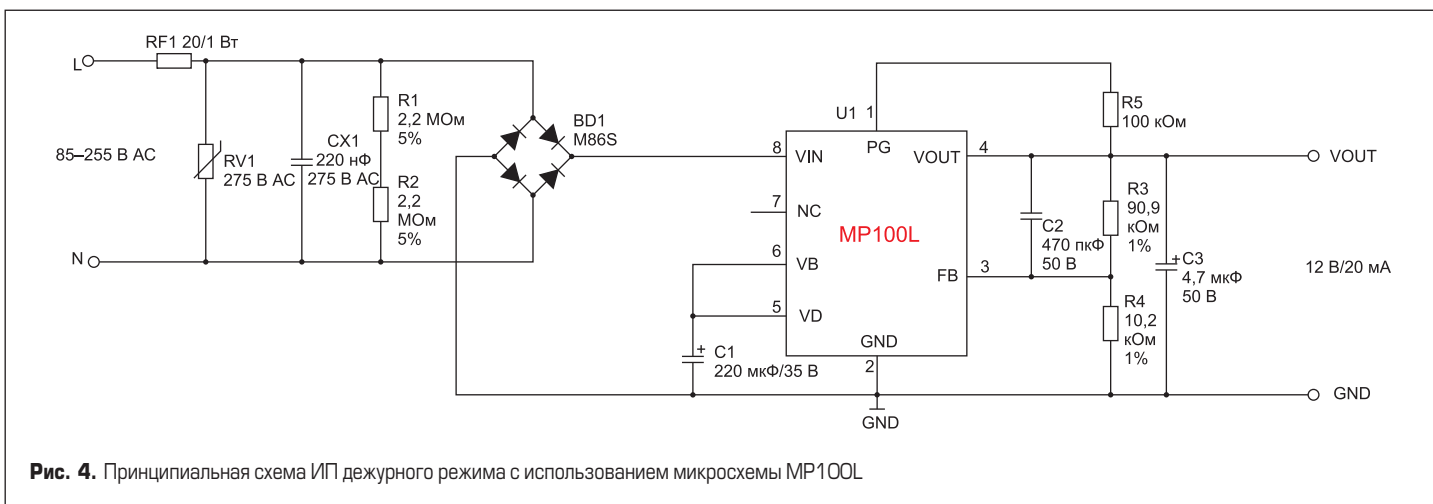 RF1 20/1 Вт
L
85–255 В АС
RV1
275 В АС
CX1
220 нФ
275 В АС
R1
2,2 МОм
5%
R2
2,2
МОм
5%
N
BD1
M86S
U1
1
PG
8
VIN
VOUT
4
7
NC
MP100L
6
VB
FB
3
5
VD
GND
2
C1
+
220 мкФ/35 В
GND
R5
100 кОм
C2
470 пкФ
50 В
R3
90,9
кОм
1%
R4
10,2
кОм
1%
+
C3
4,7 мкФ
50 В
VOUT
12 В/20 мА
GND
Рис. 4. Принципиальная схема ИП дежурного режима с использованием микросхемы MP100L